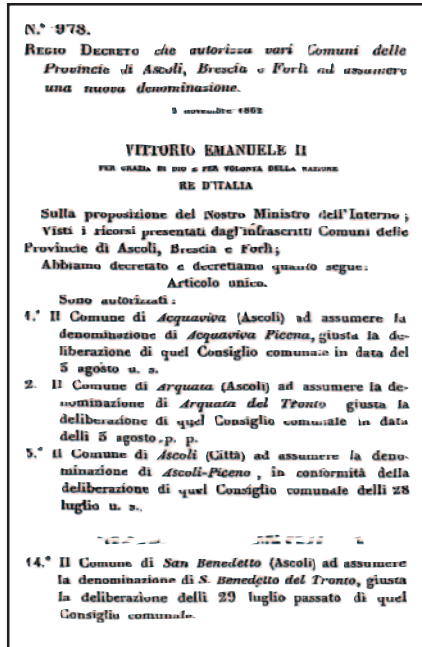 N.° 978.
REGIO DECRETO che autorizza vari Comuni delle
Provincie di Ascoli, Brescia e Forlì ad assumere
una nuova denominazione.
novembre 1862
VITTORIO EMANUELE II
PER GRAZIA DI DIO E PER VOLONTÀ DELLA NAZIONE
RE D'ITALIA
Sulla proposizione del Nostro Ministro dell'Interno;
Visti i ricorsi presentati dagl'infrascritti Comuni delle
Provincie di Ascoli, Brescia e Forlì;
Abbiamo decretato e decretiamo quanto segue:
Articolo unico.
Sono autorizzati:
1.° Il Comune di Acquaviva (Ascoli) ad assumere la
denominazione di Acquaviva Picena, giusta la de-
liberazione di quel Consiglio comunale in data del
5 agosto u. s.
2. Il Comune di Arquata (Ascoli) ad assumere la de-
nominazione di Arquata del Tronto giusta la
deliberazione di quel Consiglio comunale in data
delli 5 agosto p. p.
3.° Il Comune di Ascoli (Città) ad assumere la deno-
minazione di Ascoli-Piceno, in conformità della
deliberazione di quel Consiglio comunale delli 28
luglio u. s.
14.° Il Comune di San Benedetto (Ascoli) ad assumere
la denominazione di S. Benedetto del Tronto, giusta
la deliberazione delli 29 luglio passato di quel
Consiglio comunale.